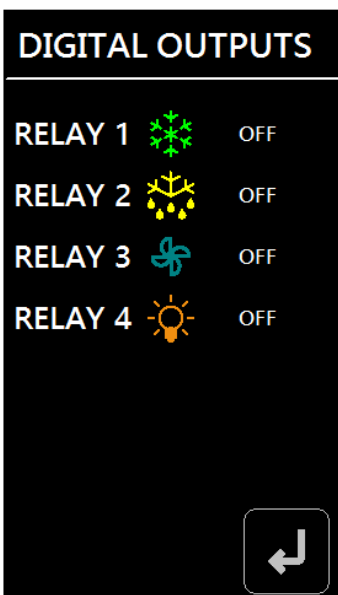 DIGITAL OUTPUTS
RELAY 1 OFF
RELAY 2 OFF
RELAY 3 OFF
RELAY 4 OFF